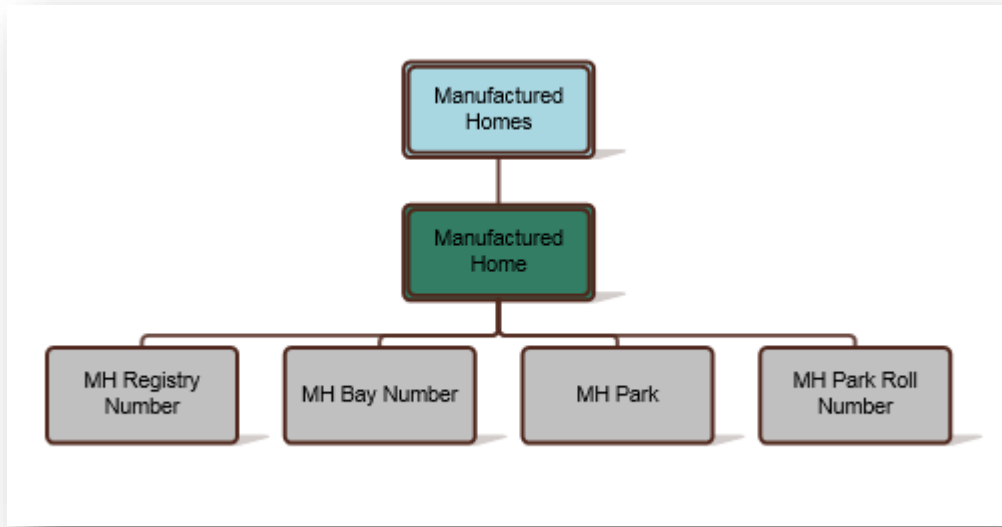 Manufactured
Homes
Manufactured
Home
MH Registry
Number
MH Bay Number
MH Park
MH Park Roll
Number